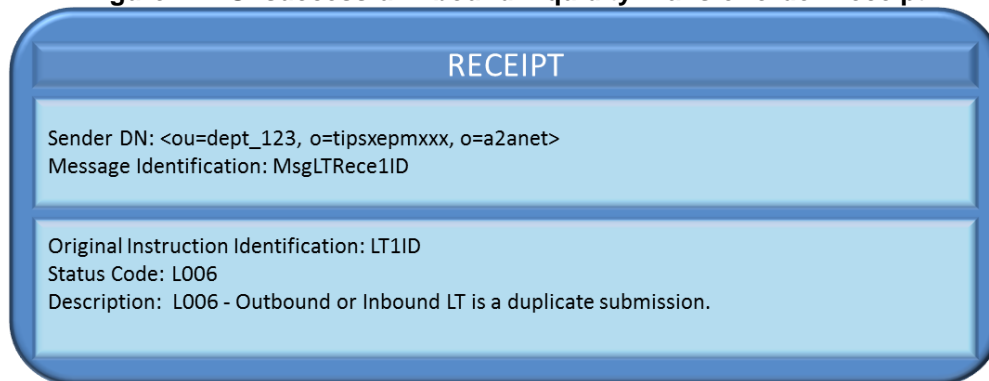 RECEIPT
Sender DN: <ou=dept_123, o=tipsxepmxxx, o=a2anet>
Message Identification: MsgLTRece1ID
Original Instruction Identification: LT1ID
Status Code: L006
Description: L006 - Outbound or Inbound LT is a duplicate submission.